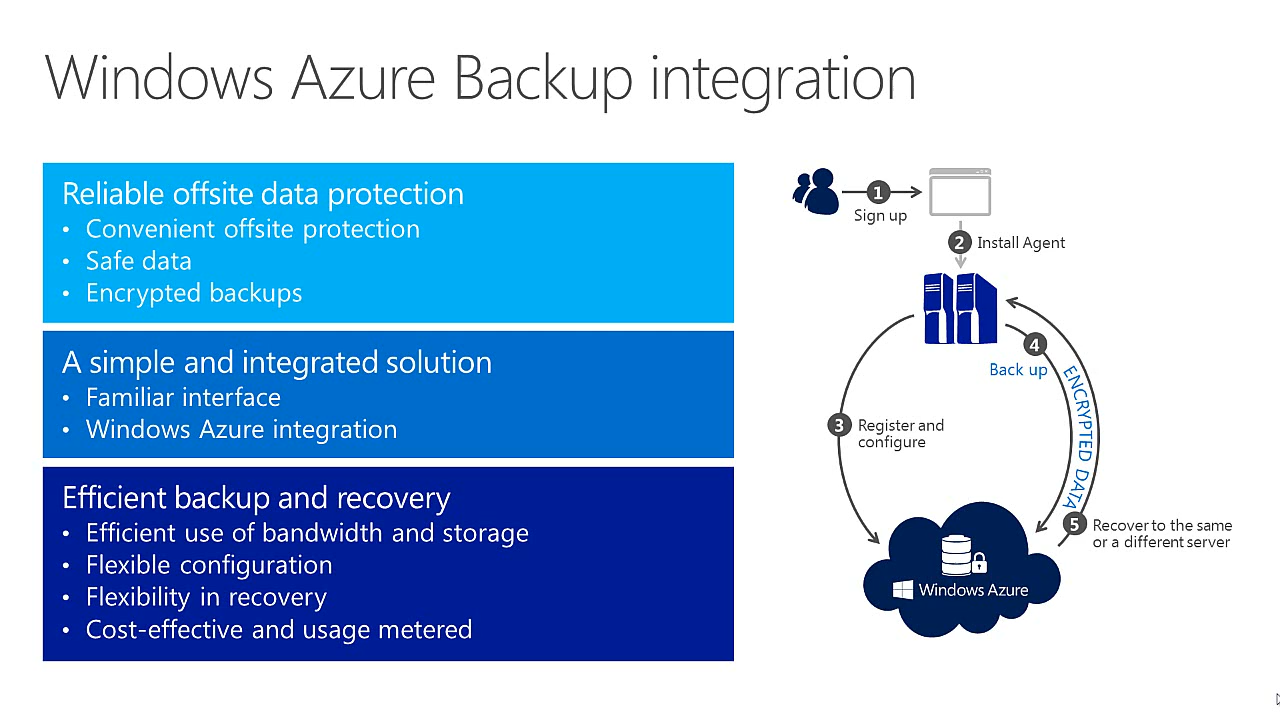 Windows Azure Backup integration
Reliable offsite data protection
• Convenient offsite protection
• Safe data
• Encrypted backups
A simple and integrated solution
• Familiar interface
• Windows Azure integration
Efficient backup and recovery
• Efficient use of bandwidth and storage
• Flexible configuration
• Flexibility in recovery
• Cost-effective and usage metered
1
Sign up
2 Install Agent
4
Back up
ENCRYPTED DATA
3 Register and
configure
5 Recover to the same
or a different server
Windows Azure